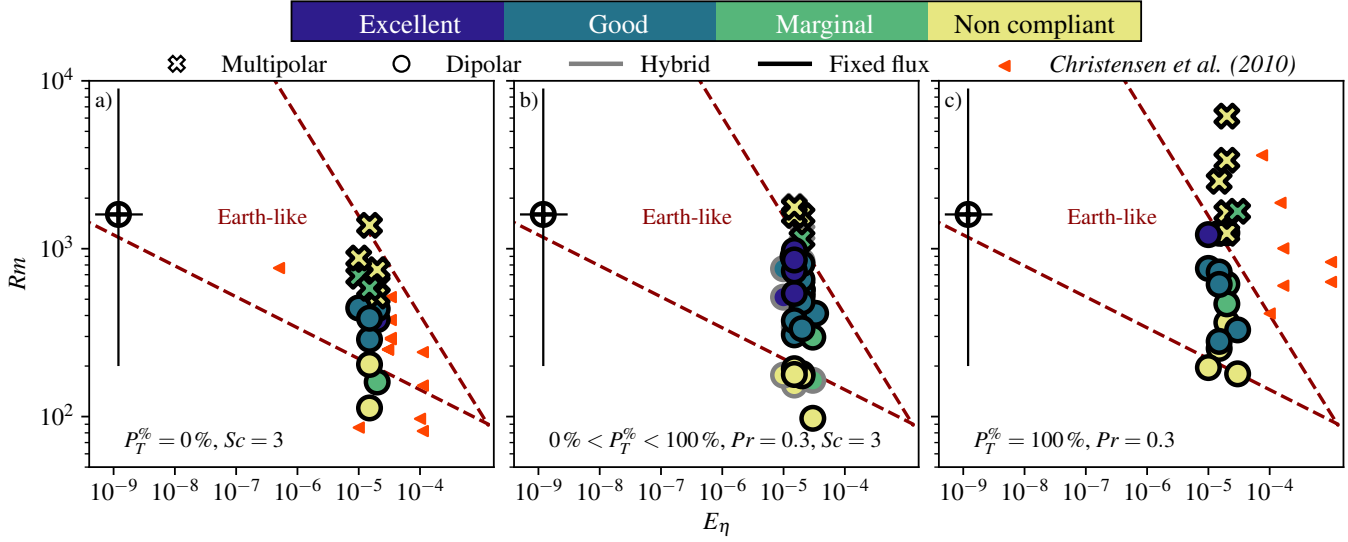 Excellent Good Marginal Non compliant
Multipolar Dipolar Hybrid Fixed flux Christensen et al. (2010)
10^4
a) b) c)
10^3
Earth-like Earth-like Earth-like
Rm
10^2
P_T^% = 0 %, Sc = 3 0 % < P_T^% < 100 %, Pr = 0.3, Sc = 3 P_T^% = 100 %, Pr = 0.3
10^−9 10^−8 10^−7 10^−6 10^−5 10^−4 10^−9 10^−8 10^−7 10^−6 10^−5 10^−4 10^−9 10^−8 10^−7 10^−6 10^−5 10^−4
E_η